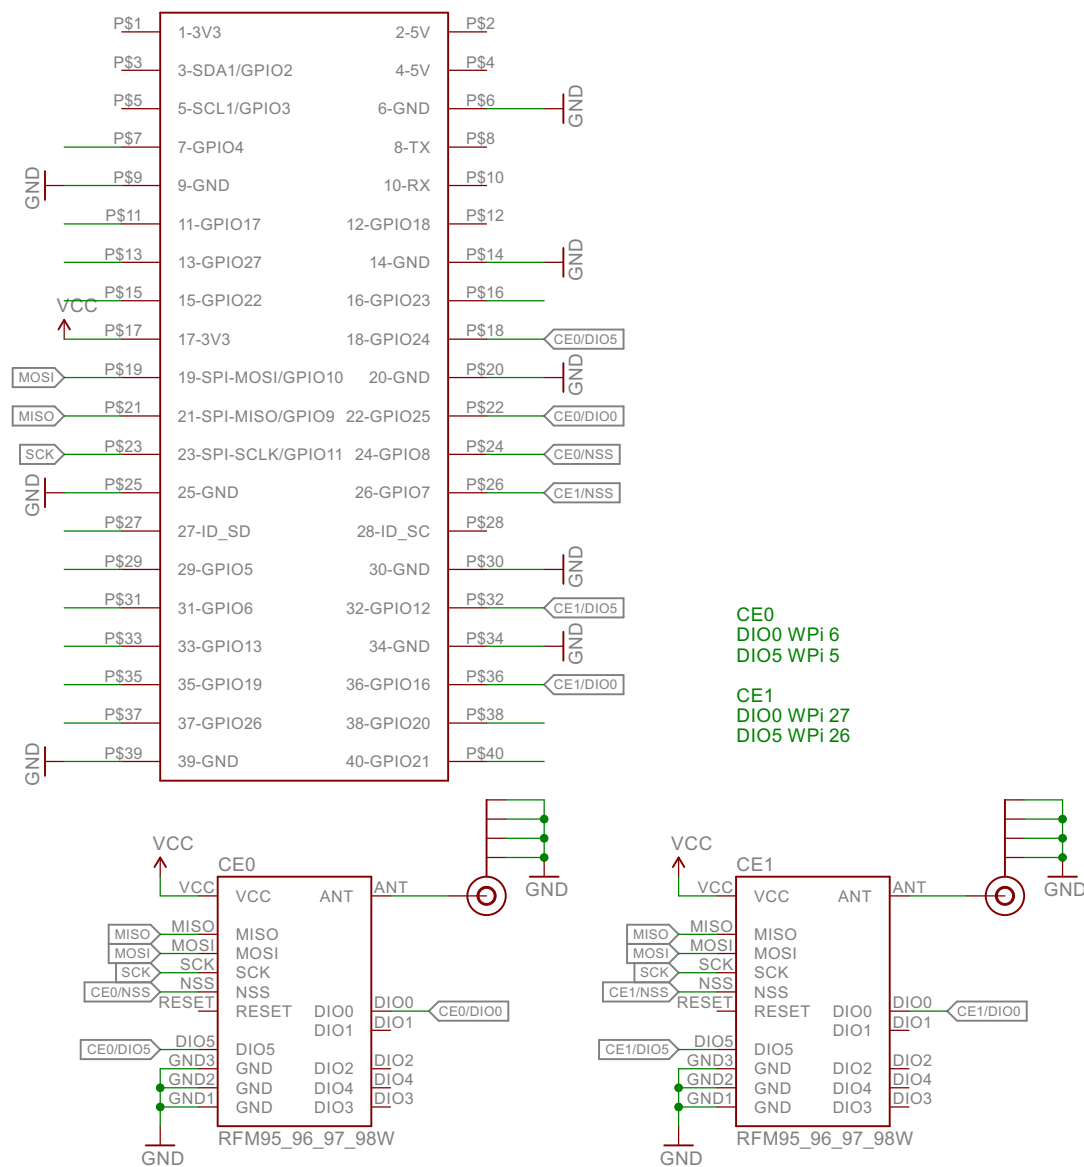 P$1 1-3V3 2-5V P$2
P$3 3-SDA1/GPIO2 4-5V P$4
P$5 5-SCL1/GPIO3 6-GND P$6 GND
P$7 7-GPIO4 8-TX P$8
GND P$9 9-GND 10-RX P$10
P$11 11-GPIO17 12-GPIO18 P$12
P$13 13-GPIO27 14-GND P$14 GND
P$15 15-GPIO22 16-GPIO23 P$16
VCC P$17 17-3V3 18-GPIO24 P$18 CE0/DIO5
MOSI P$19 19-SPI-MOSI/GPIO10 20-GND P$20 GND
MISO P$21 21-SPI-MISO/GPIO9 22-GPIO25 P$22 CE0/DIO0
SCK P$23 23-SPI-SCLK/GPIO11 24-GPIO8 P$24 CE0/NSS
GND P$25 25-GND 26-GPIO7 P$26 CE1/NSS
P$27 27-ID_SD 28-ID_SC P$28
P$29 29-GPIO5 30-GND P$30 GND
P$31 31-GPIO6 32-GPIO12 P$32 CE1/DIO5
P$33 33-GPIO13 34-GND P$34 GND
P$35 35-GPIO19 36-GPIO16 P$36 CE1/DIO0
P$37 37-GPIO26 38-GPIO20 P$38
GND P$39 39-GND 40-GPIO21 P$40
CE0
DIO0 WPi 6
DIO5 WPi 5
CE1
DIO0 WPi 27
DIO5 WPi 26
VCC
CE0
VCC VCC ANT ANT
GND
MISO MISO MISO
MOSI MOSI MOSI
SCK SCK SCK
CE0/NSS NSS NSS
RESET RESET DIO0 DIO0 CE0/DIO0
DIO1 DIO1
CE0/DIO5 DIO5 DIO5
GND3 GND DIO2 DIO2
GND2 GND DIO4 DIO4
GND1 GND DIO3 DIO3
RFM95_96_97_98W
GND
VCC
CE1
VCC VCC ANT ANT
GND
MISO MISO MISO
MOSI MOSI MOSI
SCK SCK SCK
CE1/NSS NSS NSS
RESET RESET DIO0 DIO0 CE1/DIO0
DIO1 DIO1
CE1/DIO5 DIO5 DIO5
GND3 GND DIO2 DIO2
GND2 GND DIO4 DIO4
GND1 GND DIO3 DIO3
RFM95_96_97_98W
GND